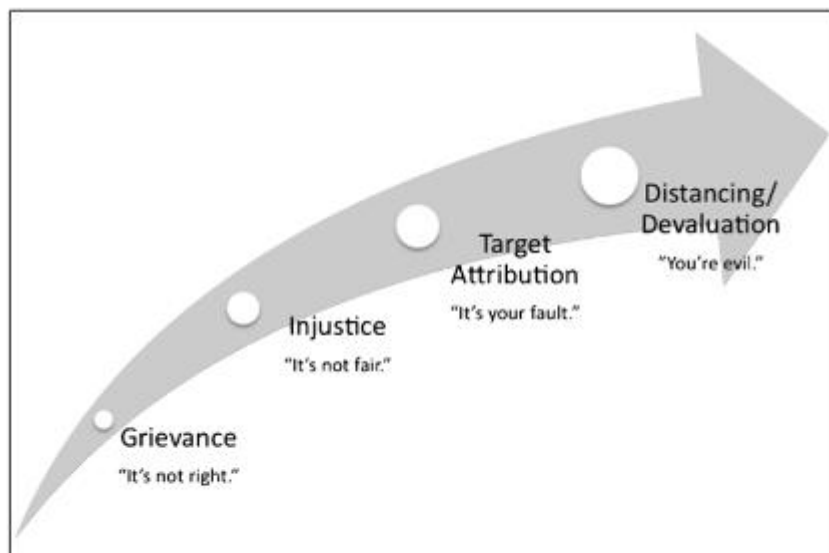 Grievance
“It’s not right.”
Injustice
“It’s not fair.”
Target
Attribution
“It’s your fault.”
Distancing/
Devaluation
“You’re evil.”